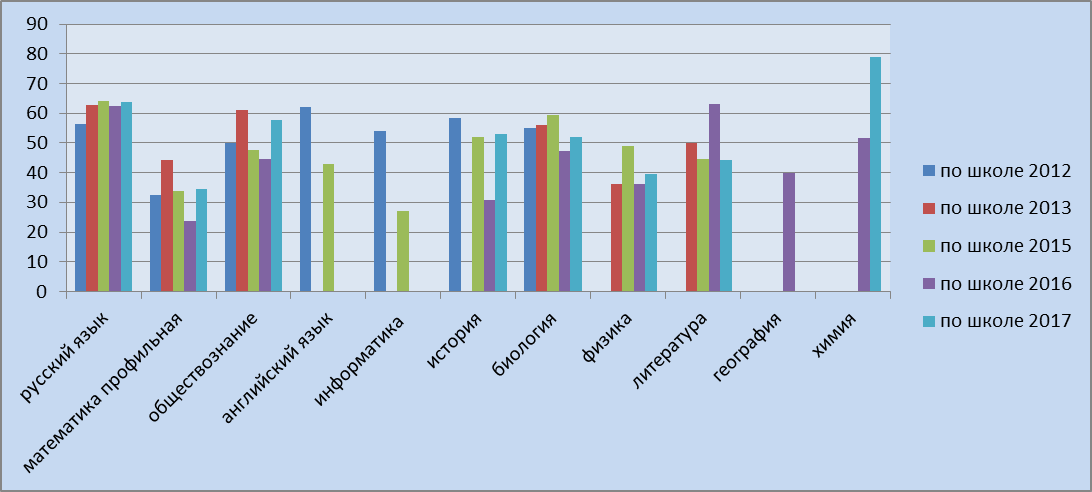 90
80
70
60
50
40
30
20
10
0
русский язык
математика профильная
обществознание
английский язык
информатика
история
биология
физика
литература
география
химия
по школе 2012
по школе 2013
по школе 2015
по школе 2016
по школе 2017